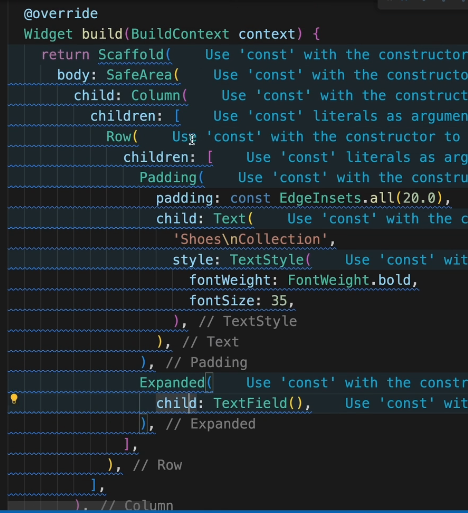 @override
Widget build(BuildContext context) {
return Scaffold( Use 'const' with the constructor
body: SafeArea( Use 'const' with the constructo
child: Column( Use 'const' with the construct
children: [ Use 'const' literals as argumen
Row( Use 'const' with the constructor to
children: [ Use 'const' literals as arg
Padding( Use 'const' with the constr
padding: const EdgeInsets.all(20.0),
child: Text( Use 'const' with the c
'Shoes\nCollection',
style: TextStyle( Use 'const' wit
fontWeight: FontWeight.bold,
fontSize: 35,
), // TextStyle
), // Text
), // Padding
Expanded( Use 'const' with the constr
child: TextField(), Use 'const' wit
), // Expanded
],
), // Row
],
), // Column